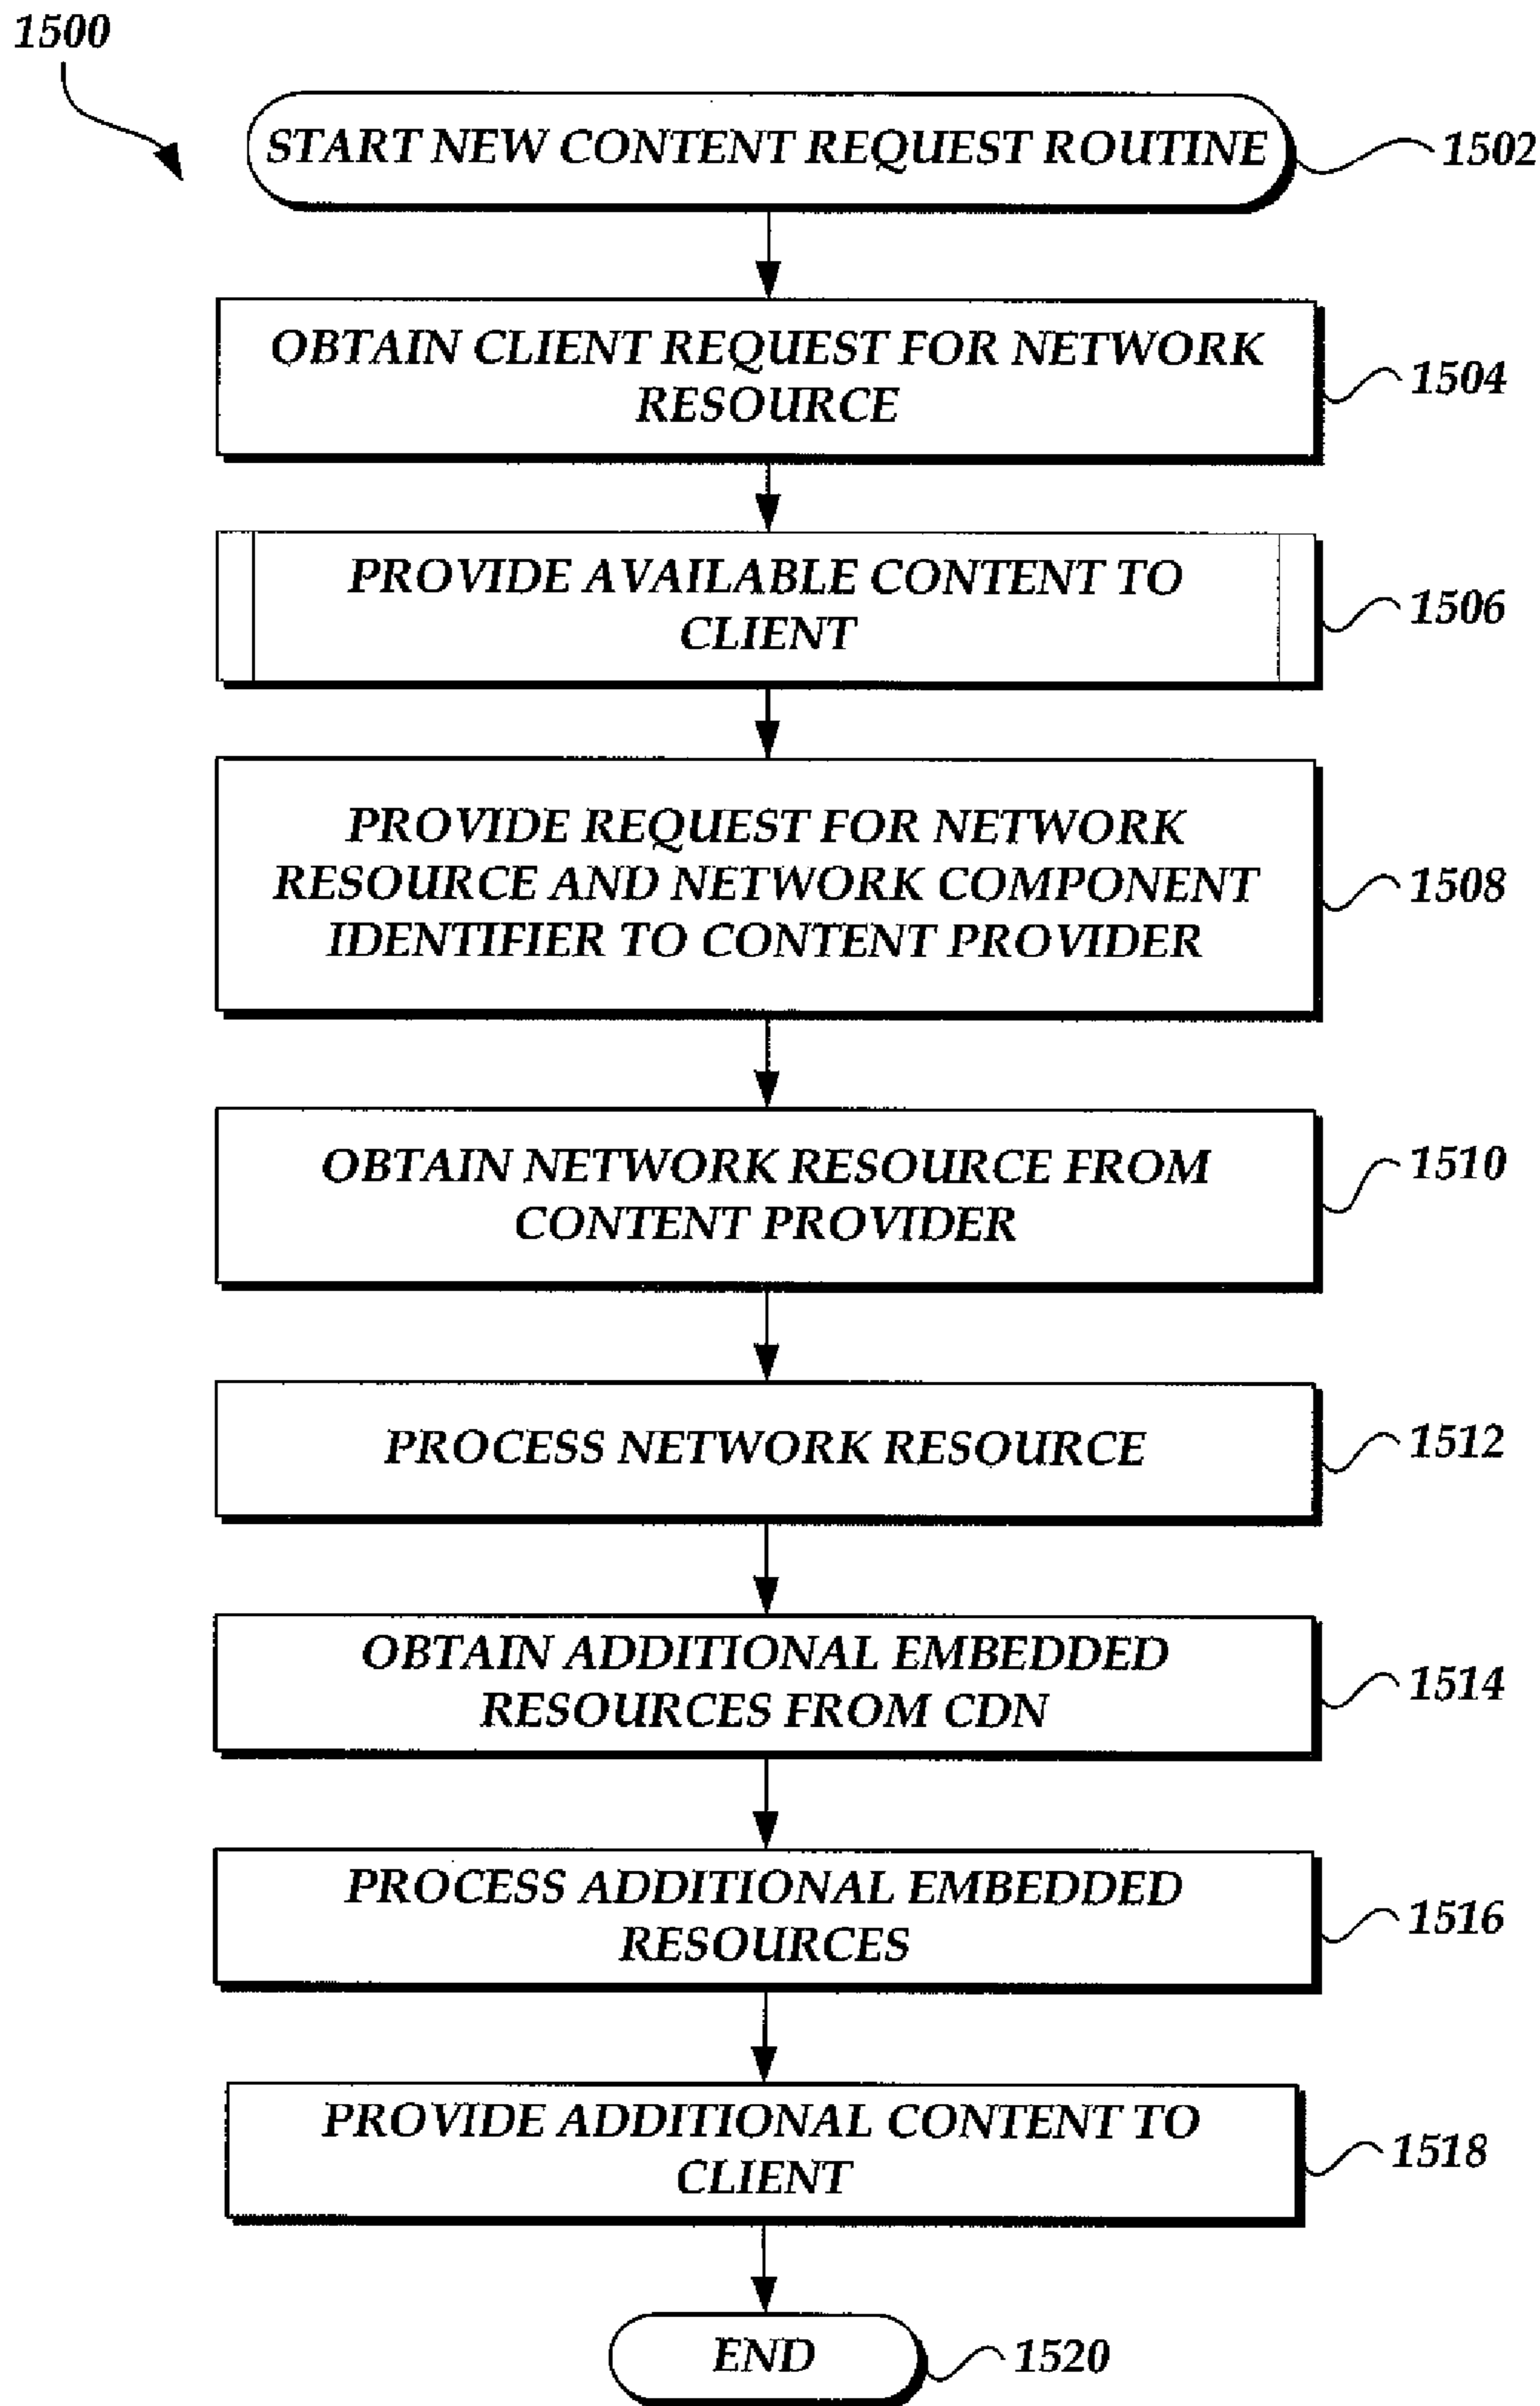 1500
START NEW CONTENT REQUEST ROUTINE
1502
OBTAIN CLIENT REQUEST FOR NETWORK
RESOURCE
1504
PROVIDE AVAILABLE CONTENT TO
CLIENT
1506
PROVIDE REQUEST FOR NETWORK
RESOURCE AND NETWORK COMPONENT
IDENTIFIER TO CONTENT PROVIDER
1508
OBTAIN NETWORK RESOURCE FROM
CONTENT PROVIDER
1510
PROCESS NETWORK RESOURCE
1512
OBTAIN ADDITIONAL EMBEDDED
RESOURCES FROM CDN
1514
PROCESS ADDITIONAL EMBEDDED
RESOURCES
1516
PROVIDE ADDITIONAL CONTENT TO
CLIENT
1518
END
1520